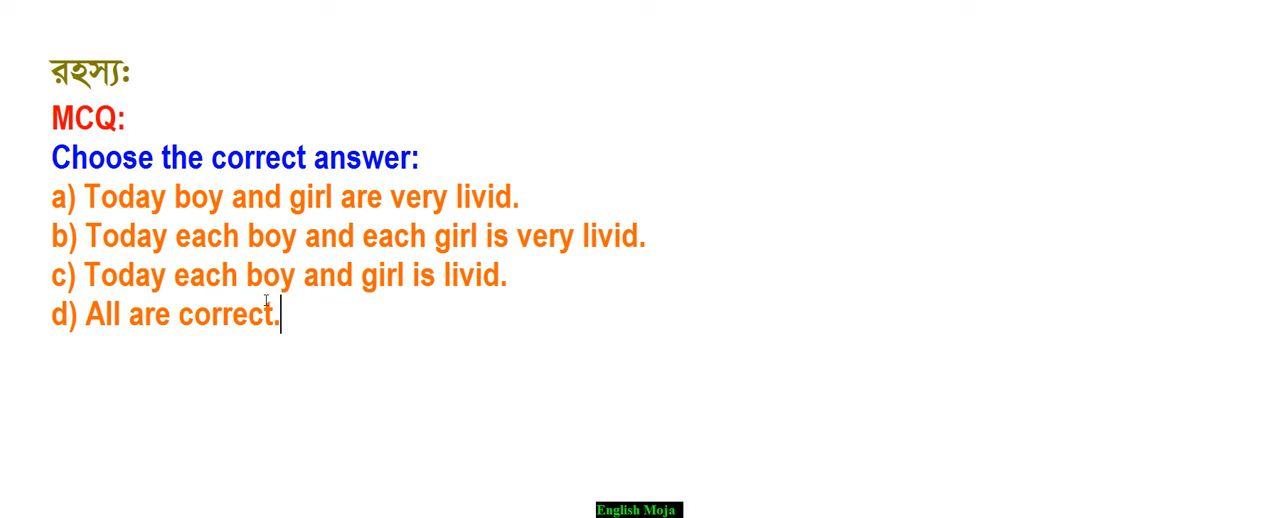 রহস্য:
MCQ:
Choose the correct answer:
a) Today boy and girl are very livid.
b) Today each boy and each girl is very livid.
c) Today each boy and girl is livid.
d) All are correct.
English Moja